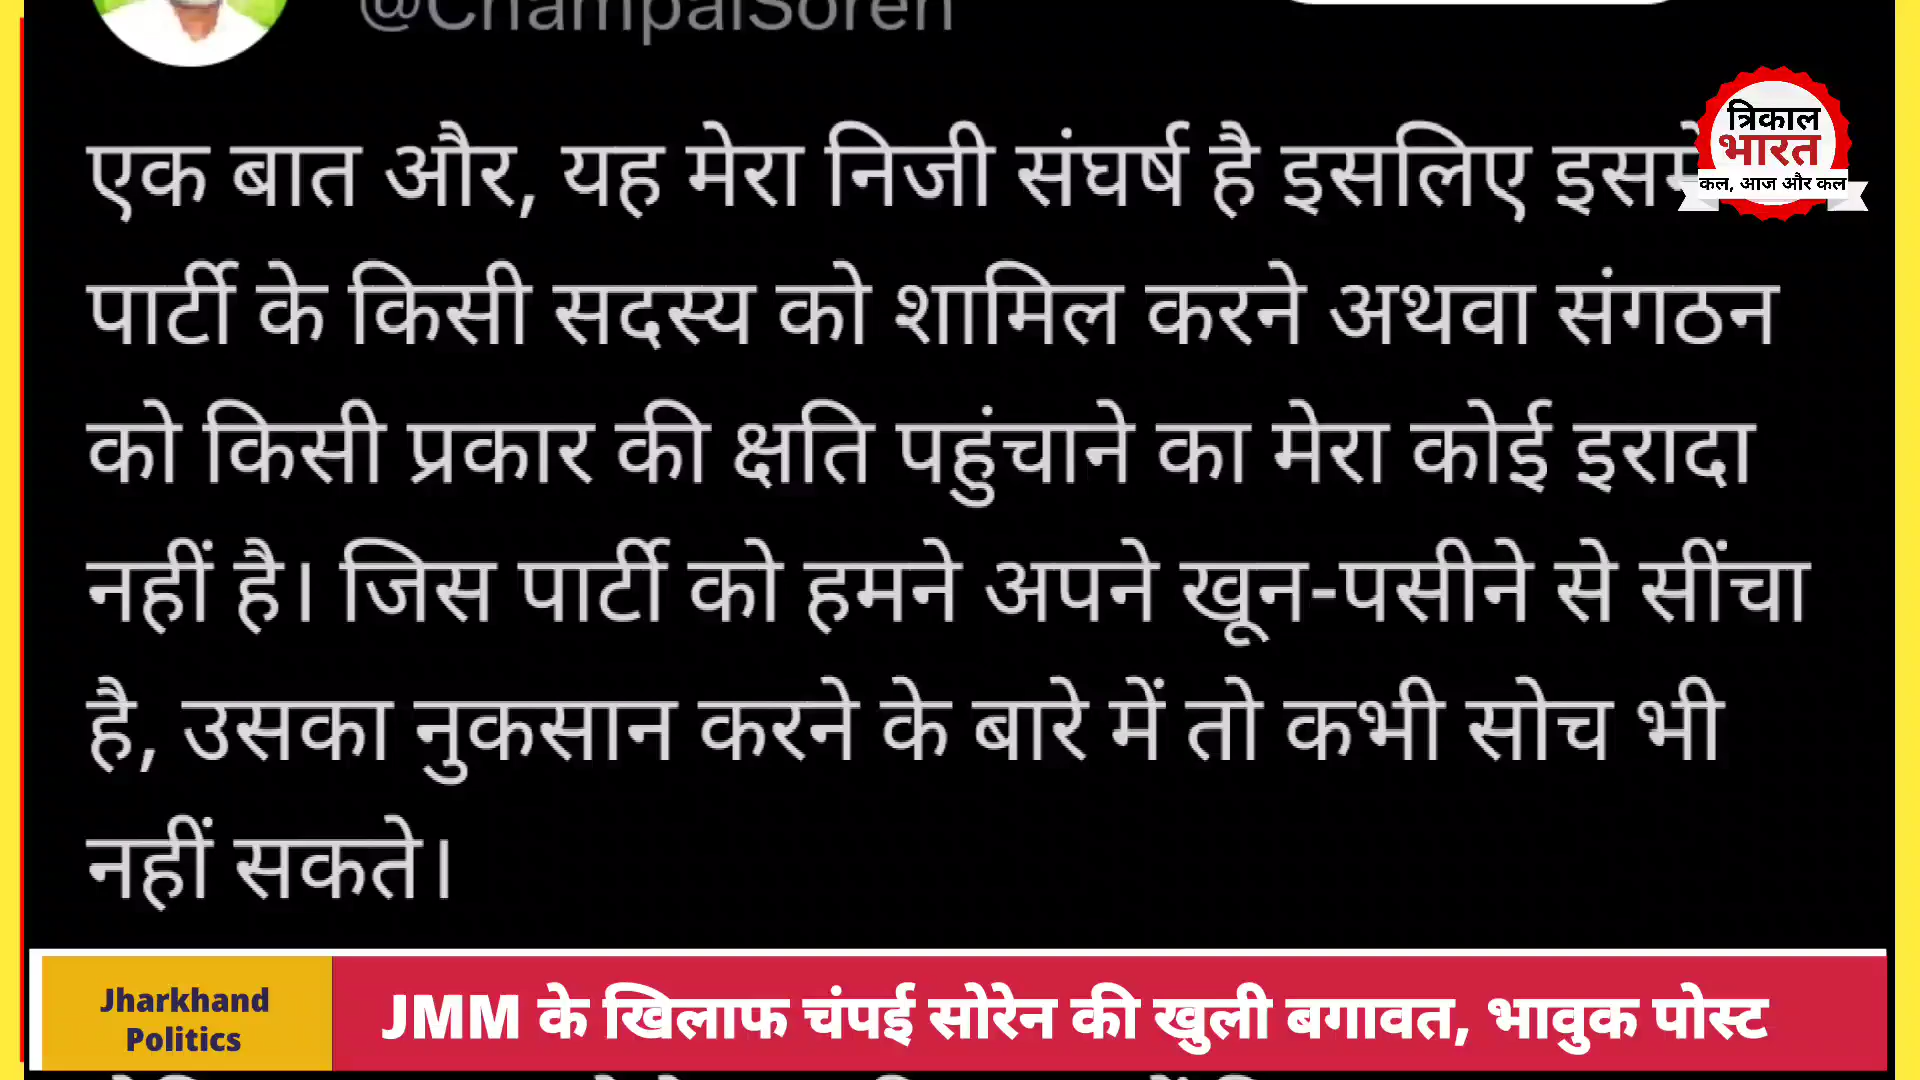 @ChampaiSoren
त्रिकाल
भारत
कल, आज और कल
एक बात और, यह मेरा निजी संघर्ष है इसलिए इसमें
पार्टी के किसी सदस्य को शामिल करने अथवा संगठन
को किसी प्रकार की क्षति पहुंचाने का मेरा कोई इरादा
नहीं है। जिस पार्टी को हमने अपने खून-पसीने से सींचा
है, उसका नुकसान करने के बारे में तो कभी सोच भी
नहीं सकते।
Jharkhand
Politics
JMM के खिलाफ चंपई सोरेन की खुली बगावत, भावुक पोस्ट